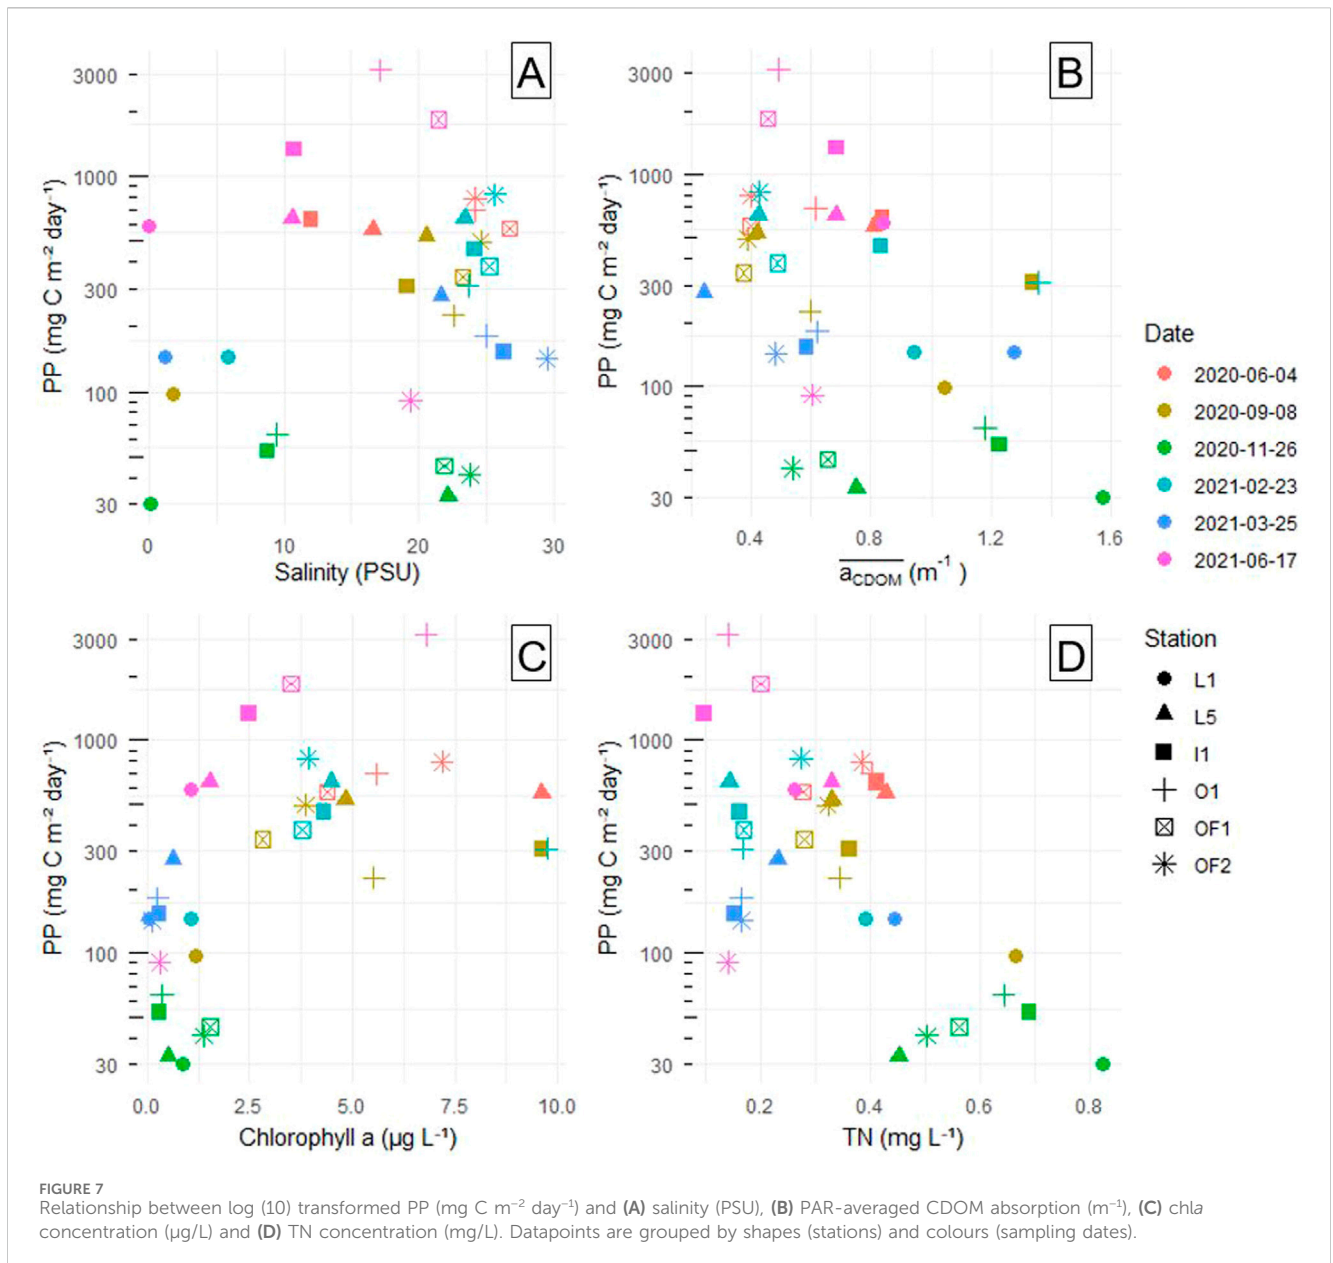 A
3000
1000
300
100
30
PP (mg C m⁻² day⁻¹)
0 10 20 30
Salinity (PSU)
B
3000
1000
300
100
30
PP (mg C m⁻² day⁻¹)
0.4 0.8 1.2 1.6
aCDOM (m⁻¹ )
C
3000
1000
300
100
30
PP (mg C m⁻² day⁻¹)
0.0 2.5 5.0 7.5 10.0
Chlorophyll a (µg L⁻¹)
D
3000
1000
300
100
30
PP (mg C m⁻² day⁻¹)
0.2 0.4 0.6 0.8
TN (mg L⁻¹)
Date
2020-06-04
2020-09-08
2020-11-26
2021-02-23
2021-03-25
2021-06-17
Station
L1
L5
I1
O1
OF1
OF2
FIGURE 7
Relationship between log (10) transformed PP (mg C m⁻² day⁻¹) and (A) salinity (PSU), (B) PAR-averaged CDOM absorption (m⁻¹), (C) chla
concentration (µg/L) and (D) TN concentration (mg/L). Datapoints are grouped by shapes (stations) and colours (sampling dates).